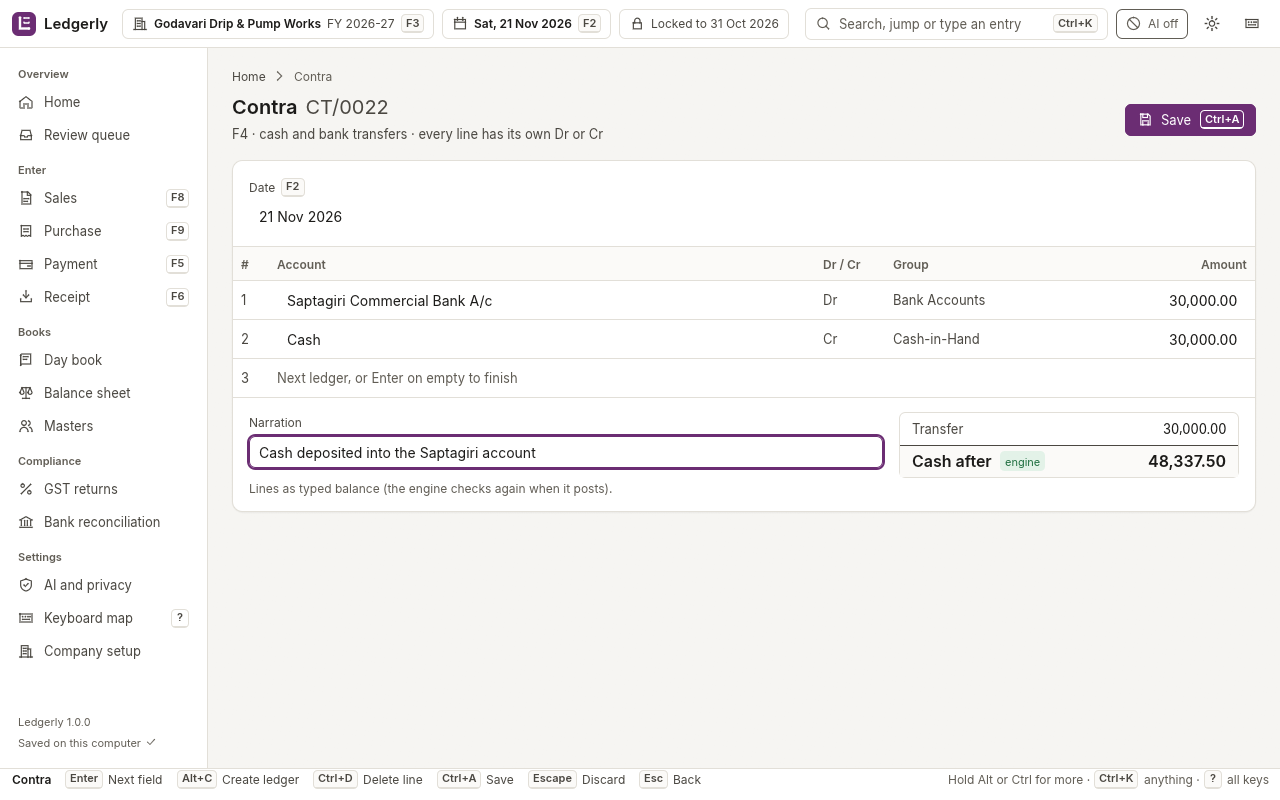 Ledgerly
Godavari Drip & Pump Works FY 2026-27 F3
Sat, 21 Nov 2026 F2
Locked to 31 Oct 2026
Search, jump or type an entry Ctrl+K
AI off
Overview
Home
Review queue
Enter
Sales F8
Purchase F9
Payment F5
Receipt F6
Books
Day book
Balance sheet
Masters
Compliance
GST returns
Bank reconciliation
Settings
AI and privacy
Keyboard map ?
Company setup
Ledgerly 1.0.0
Saved on this computer
Home Contra
Contra CT/0022
F4 · cash and bank transfers · every line has its own Dr or Cr
Save Ctrl+A
Date F2
21 Nov 2026
# Account Dr / Cr Group Amount
1 Saptagiri Commercial Bank A/c Dr Bank Accounts 30,000.00
2 Cash Cr Cash-in-Hand 30,000.00
3 Next ledger, or Enter on empty to finish
Narration
Cash deposited into the Saptagiri account
Lines as typed balance (the engine checks again when it posts).
Transfer 30,000.00
Cash after engine 48,337.50
Contra Enter Next field Alt+C Create ledger Ctrl+D Delete line Ctrl+A Save Escape Discard Esc Back
Hold Alt or Ctrl for more · Ctrl+K anything · ? all keys